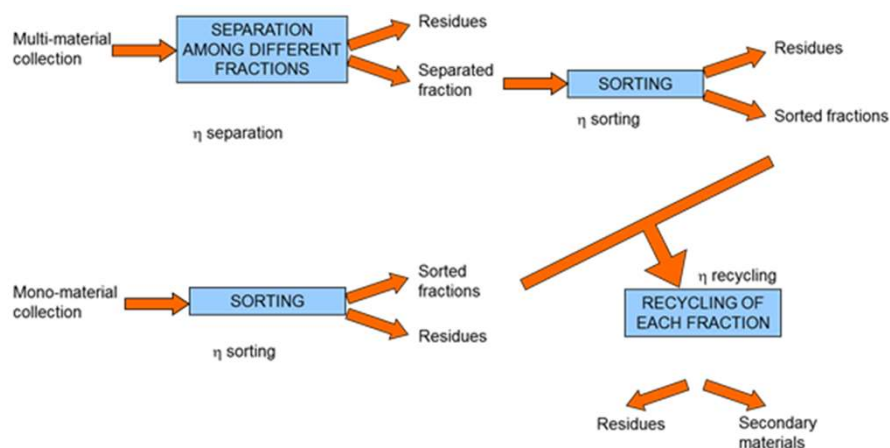 Multi-material
collection
SEPARATION
AMONG DIFFERENT
FRACTIONS
η separation
Residues
Separated
fraction
SORTING
η sorting
Residues
Sorted fractions
Mono-material
collection
SORTING
η sorting
Sorted
fractions
Residues
η recycling
RECYCLING OF
EACH FRACTION
Residues
Secondary
materials